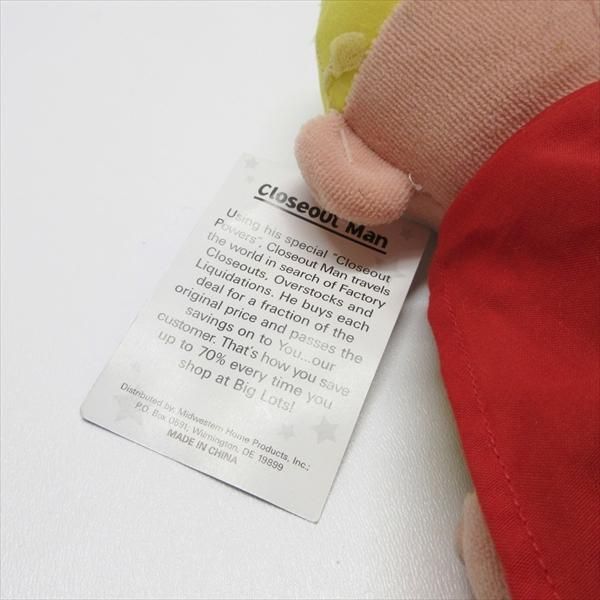 Closeout Man
Using his special "Closeout
Powers", Closeout Man travels
the world in search of Factory
Closeouts, Overstocks and
Liquidations. He buys each
deal for a fraction of the
original price and passes the
savings on to You...our
customer. That's how you save
up to 70% every time you
shop at Big Lots!
Distributed by: Midwestern Home Products, Inc.;
P.O. Box 0591, Wilmington, DE 19899
MADE IN CHINA